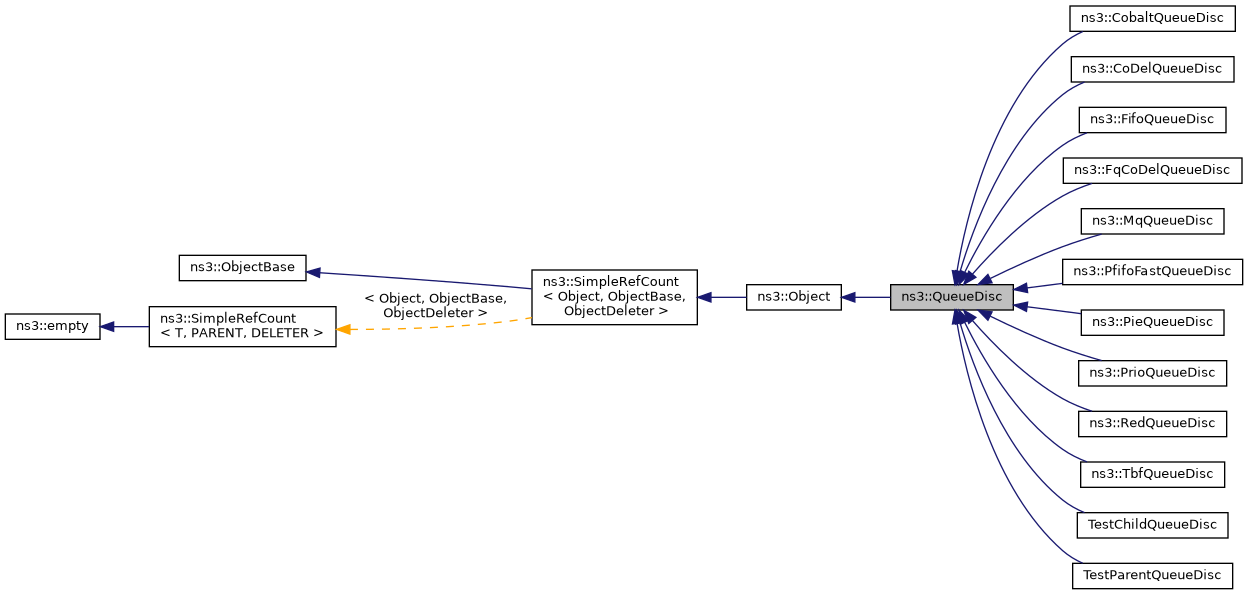 ns3::empty
ns3::ObjectBase
ns3::SimpleRefCount
< T, PARENT, DELETER >
< Object, ObjectBase,
ObjectDeleter >
ns3::SimpleRefCount
< Object, ObjectBase,
ObjectDeleter >
ns3::Object
ns3::QueueDisc
ns3::CobaltQueueDisc
ns3::CoDelQueueDisc
ns3::FifoQueueDisc
ns3::FqCoDelQueueDisc
ns3::MqQueueDisc
ns3::PfifoFastQueueDisc
ns3::PieQueueDisc
ns3::PrioQueueDisc
ns3::RedQueueDisc
ns3::TbfQueueDisc
TestChildQueueDisc
TestParentQueueDisc